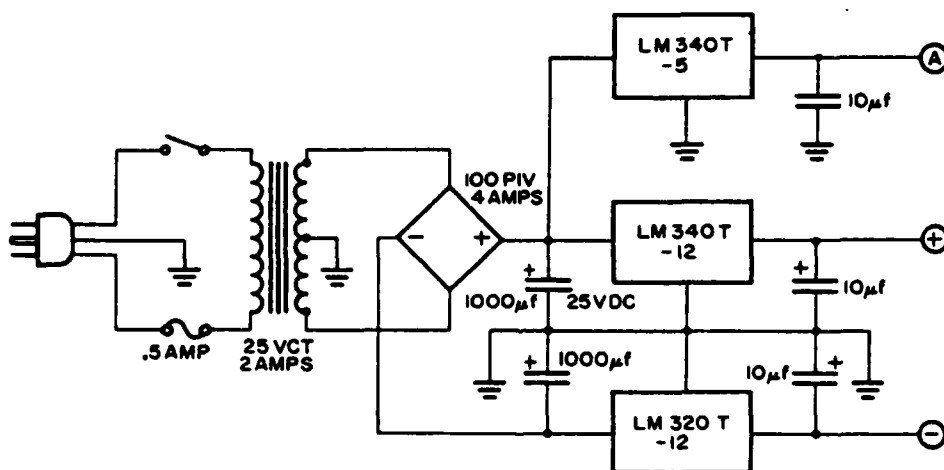 LM 340T
-5
A
10µf
100 PIV
4 AMPS
-
+
LM 340T
-12
+
+
1000µf
25VDC
+
10µf
.5 AMP
25 VCT
2 AMPS
+
1000µf
10µf
+
LM 320 T
-12
-